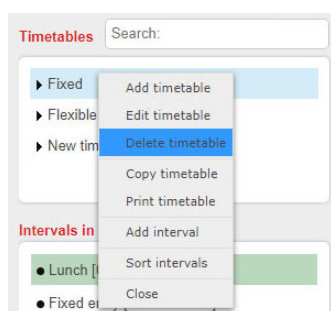 Timetables Search:
Fixed
Add timetable
Flexible
Edit timetable
New
Delete timetable
Copy timetable
Print timetable
Intervals in
Add interval
Lunch
Sort intervals
Fixed
Close